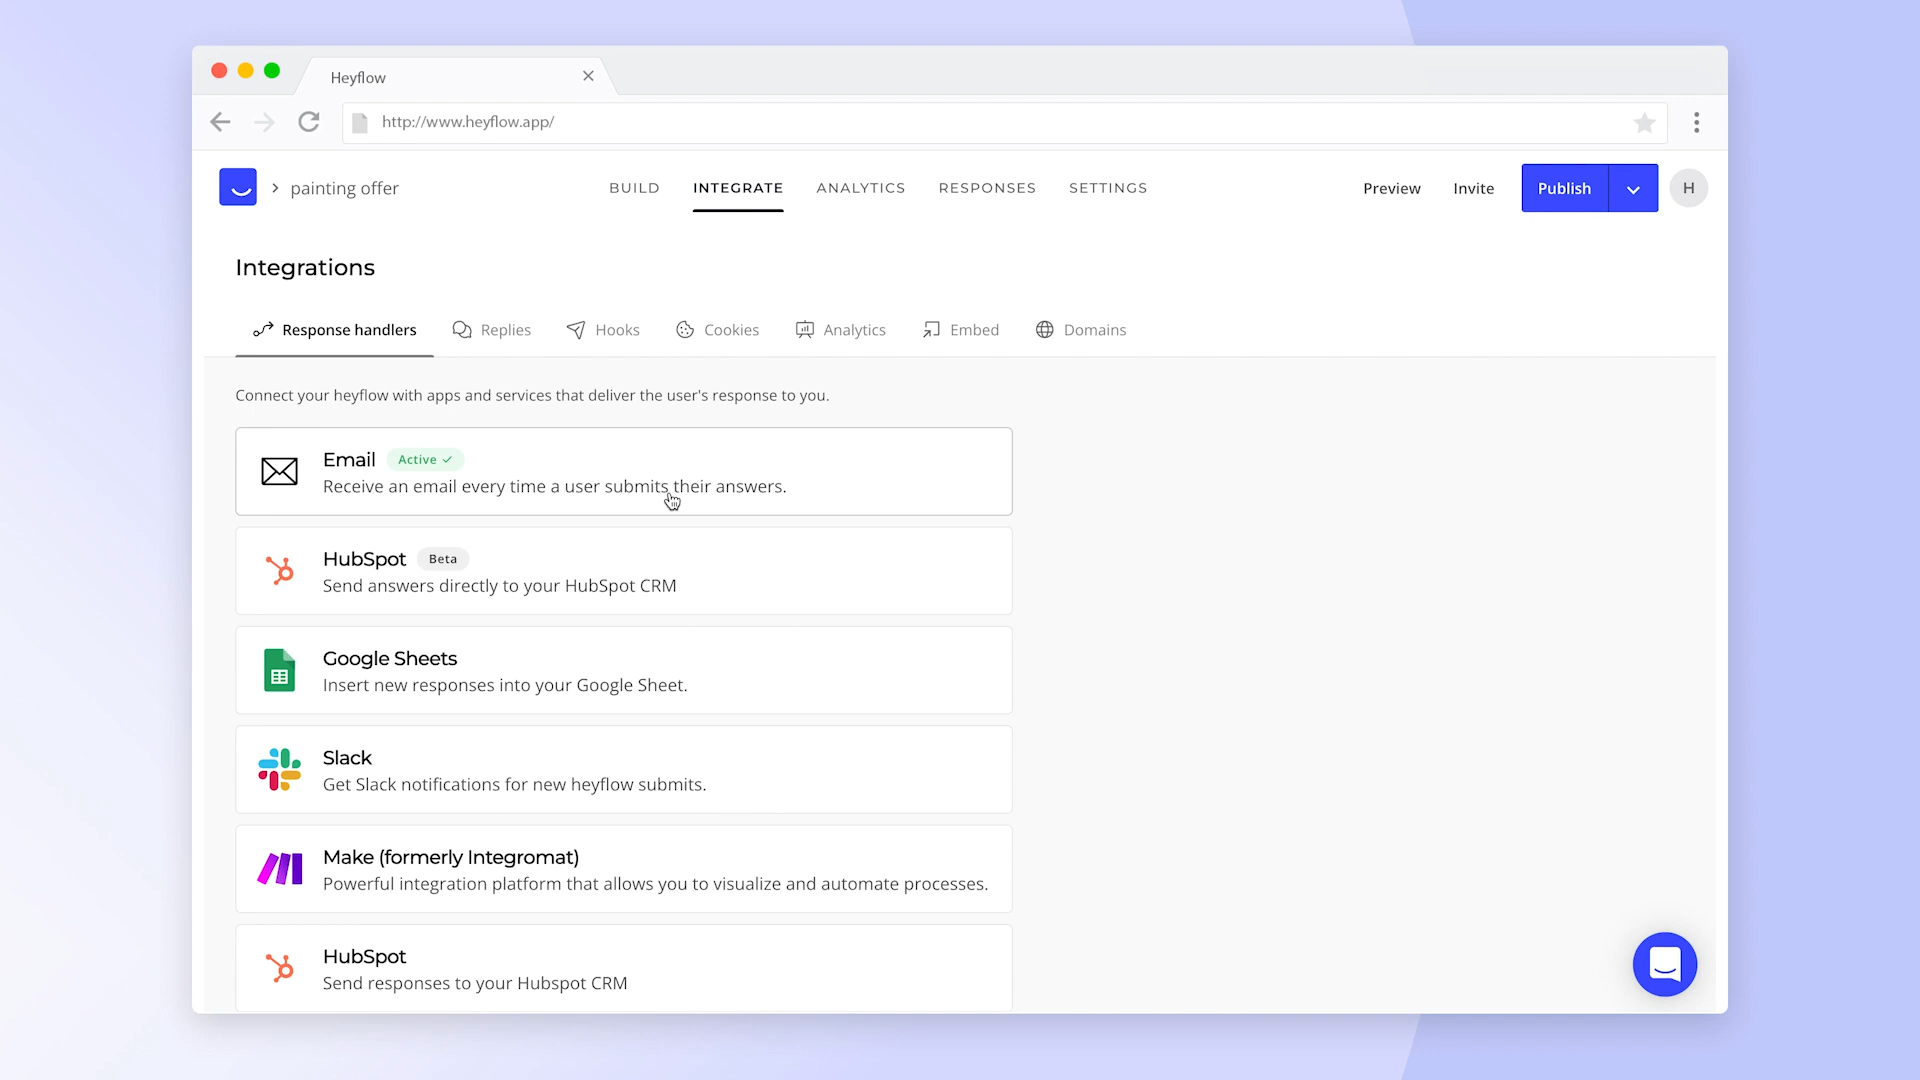 Heyflow
http://www.heyflow.app/
painting offer
BUILD
INTEGRATE
ANALYTICS
RESPONSES
SETTINGS
Preview
Invite
Publish
H
Integrations
Response handlers
Replies
Hooks
Cookies
Analytics
Embed
Domains
Connect your heyflow with apps and services that deliver the user's response to you.
Email
Active
Receive an email every time a user submits their answers.
HubSpot
Beta
Send answers directly to your HubSpot CRM
Google Sheets
Insert new responses into your Google Sheet.
Slack
Get Slack notifications for new heyflow submits.
Make (formerly Integromat)
Powerful integration platform that allows you to visualize and automate processes.
HubSpot
Send responses to your Hubspot CRM